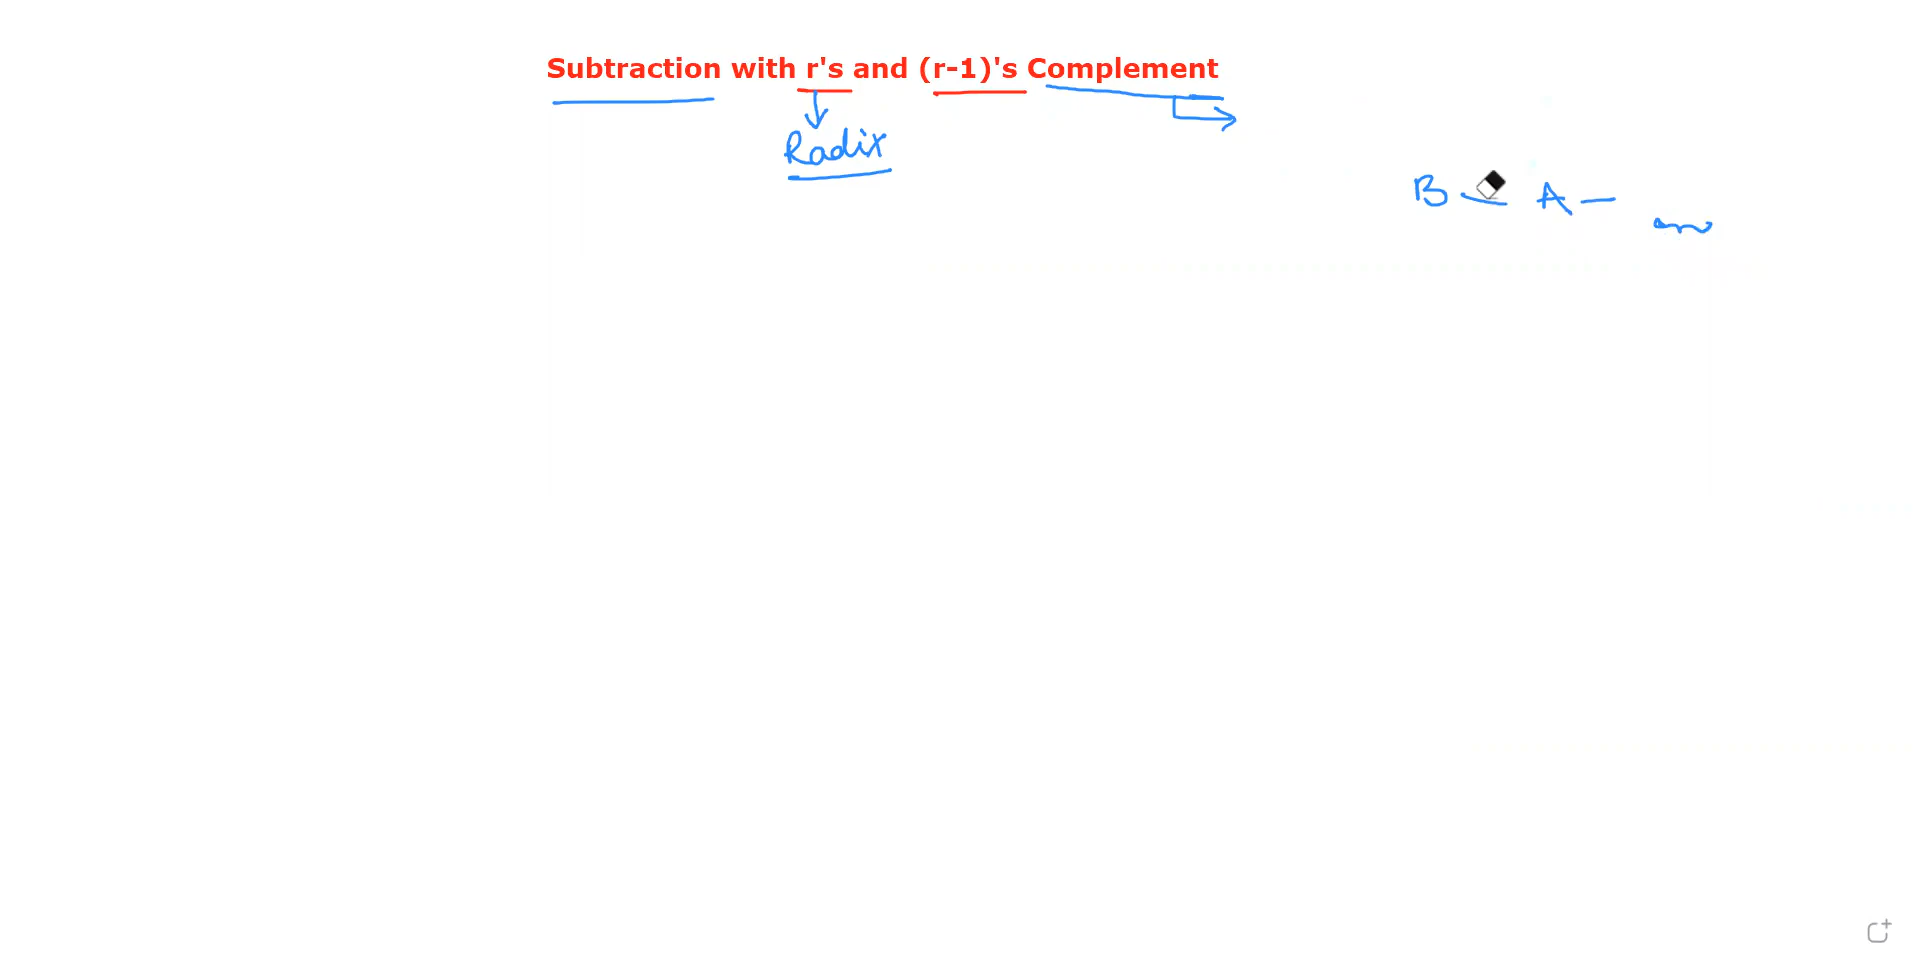 Subtraction with r's and (r-1)'s Complement
Radix
B A -